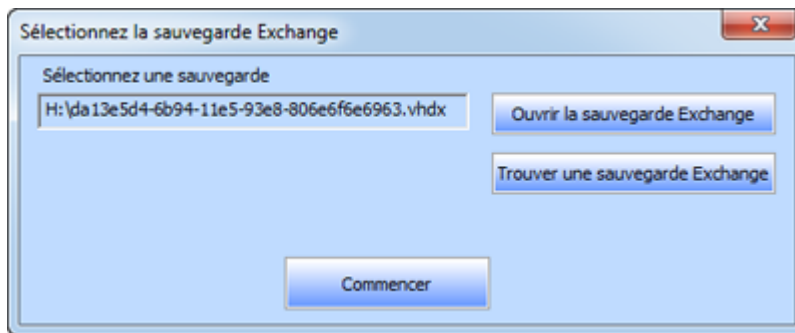 Sélectionnez la sauvegarde Exchange
Sélectionnez une sauvegarde
H:\da13e5d4-6b94-11e5-93e8-806e6f6e6963.vhdx
Ouvrir la sauvegarde Exchange
Trouver une sauvegarde Exchange
Commencer